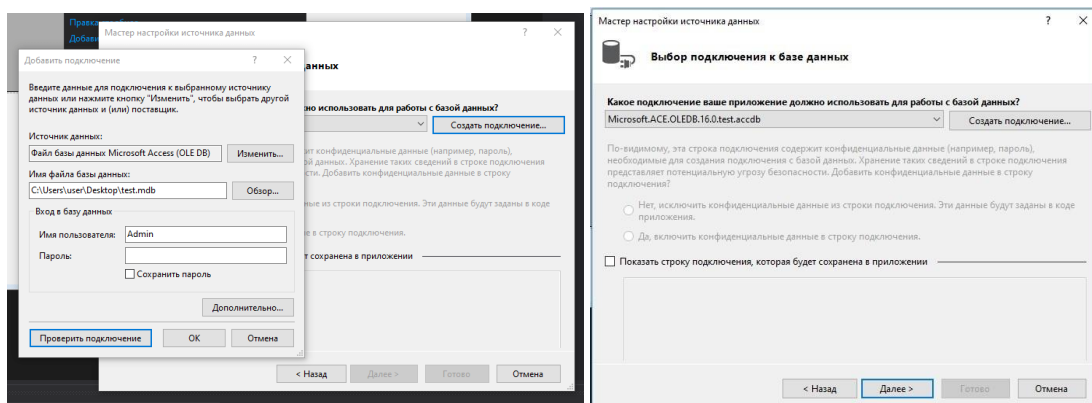 Правка
Добави
Мастер настройки источника данных
?
Добавить подключение
?
данных
Введите данные для подключения к выбранному источнику
данных или нажмите кнопку "Изменить", чтобы выбрать другой
источник данных и (или) поставщик.
Источник данных:
Файл базы данных Microsoft Access (OLE DB)
Изменить...
Имя файла базы данных:
C:\Users\user\Desktop\test.mdb
Обзор...
Вход в базу данных
Имя пользователя:
Admin
Пароль:
Сохранить пароль
Дополнительно...
Проверить подключение
ОК
Отмена
но использовать для работы с базой данных?
Создать подключение...
ит конфиденциальные данные (например, пароль),
ой данных. Хранение таких сведений в строке подключения
сти. Добавить конфиденциальные данные в строку
ные из строки подключения. Эти данные будут заданы в коде
е в строку подключения.
т сохранена в приложении
< Назад
Далее >
Готово
Отмена
Мастер настройки источника данных
?
Выбор подключения к базе данных
Какое подключение ваше приложение должно использовать для работы с базой данных?
Microsoft.ACE.OLEDB.16.0.test.accdb
Создать подключение...
По-видимому, эта строка подключения содержит конфиденциальные данные (например, пароль),
необходимые для создания подключения с базой данных. Хранение таких сведений в строке подключения
представляет потенциальную угрозу безопасности. Добавить конфиденциальные данные в строку
подключения?
Нет, исключить конфиденциальные данные из строки подключения. Эти данные будут заданы в коде
приложения.
Да, включить конфиденциальные данные в строку подключения.
Показать строку подключения, которая будет сохранена в приложении
< Назад
Далее >
Готово
Отмена